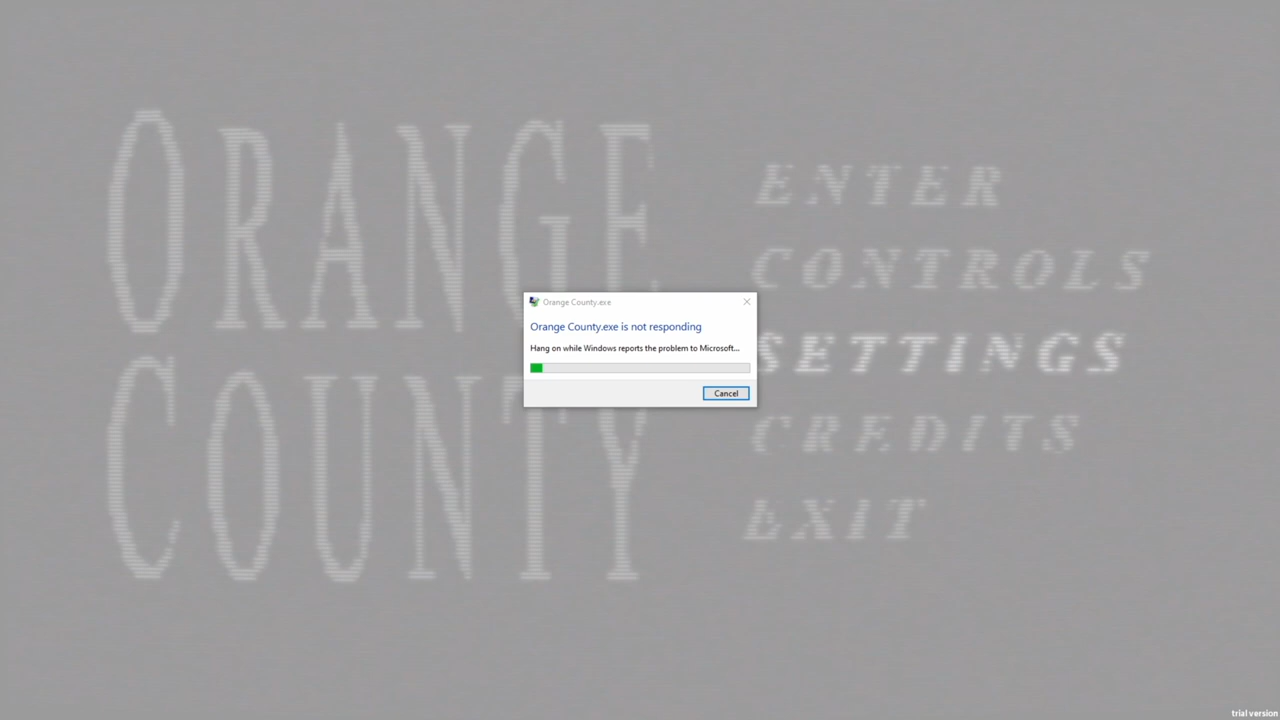 ORANGE
COUNTY
ENTER
CONTROLS
SETTINGS
CREDITS
EXIT
Orange County.exe
Orange County.exe is not responding
Hang on while Windows reports the problem to Microsoft...
Cancel
trial version